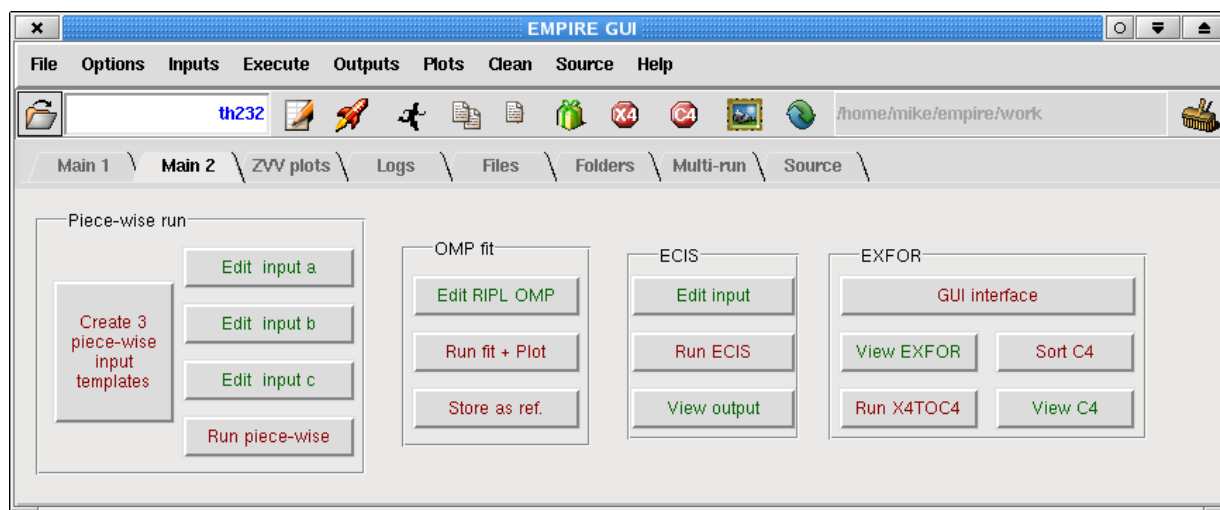 EMPIRE GUI
File Options Inputs Execute Outputs Plots Clean Source Help
th232 X4 C4 /home/mike/empire/work
Main 1 Main 2 ZVV plots Logs Files Folders Multi-run Source
Piece-wise run
Create 3
piece-wise
input
templates
Edit input a
Edit input b
Edit input c
Run piece-wise
OMP fit
Edit RIPL OMP
Run fit + Plot
Store as ref.
ECIS
Edit input
Run ECIS
View output
EXFOR
GUI interface
View EXFOR Sort C4
Run X4TOC4 View C4